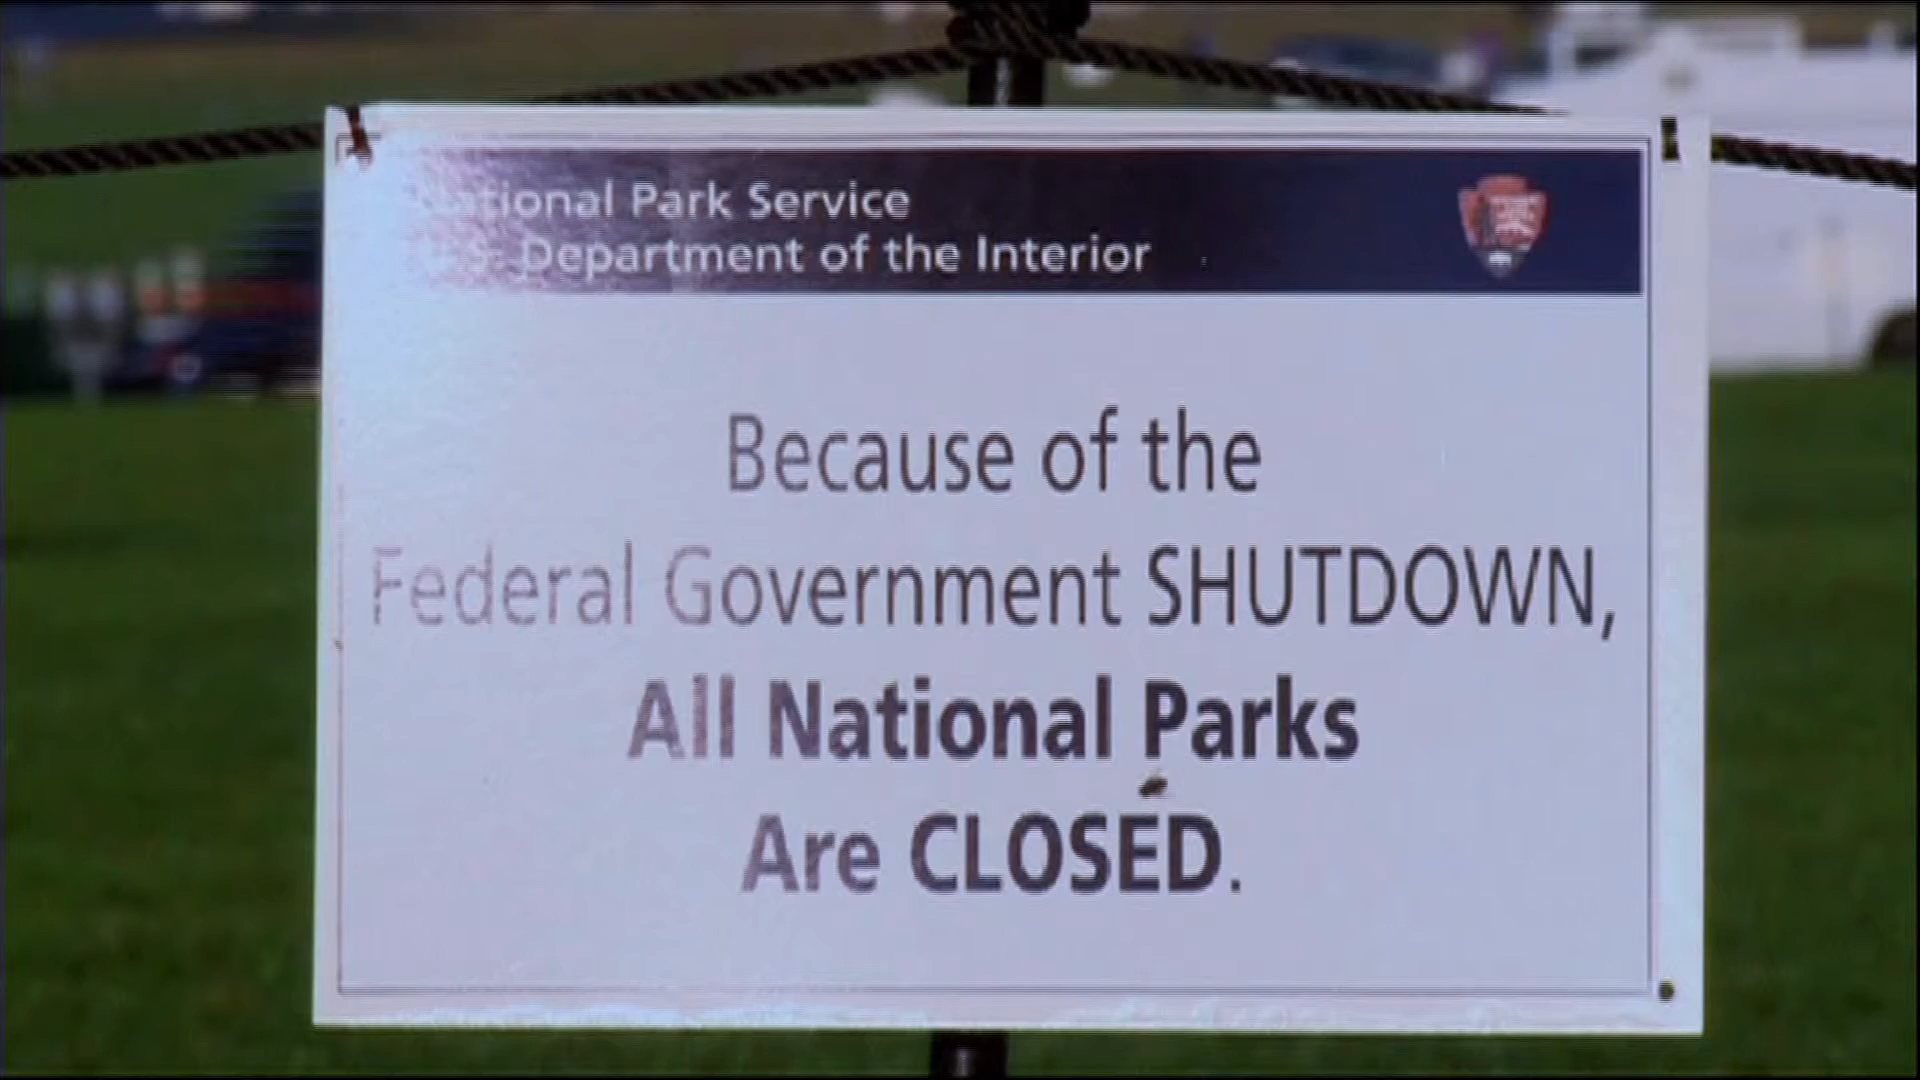 National Park Service
U.S. Department of the Interior
Because of the
Federal Government SHUTDOWN,
All National Parks
Are CLOSED.